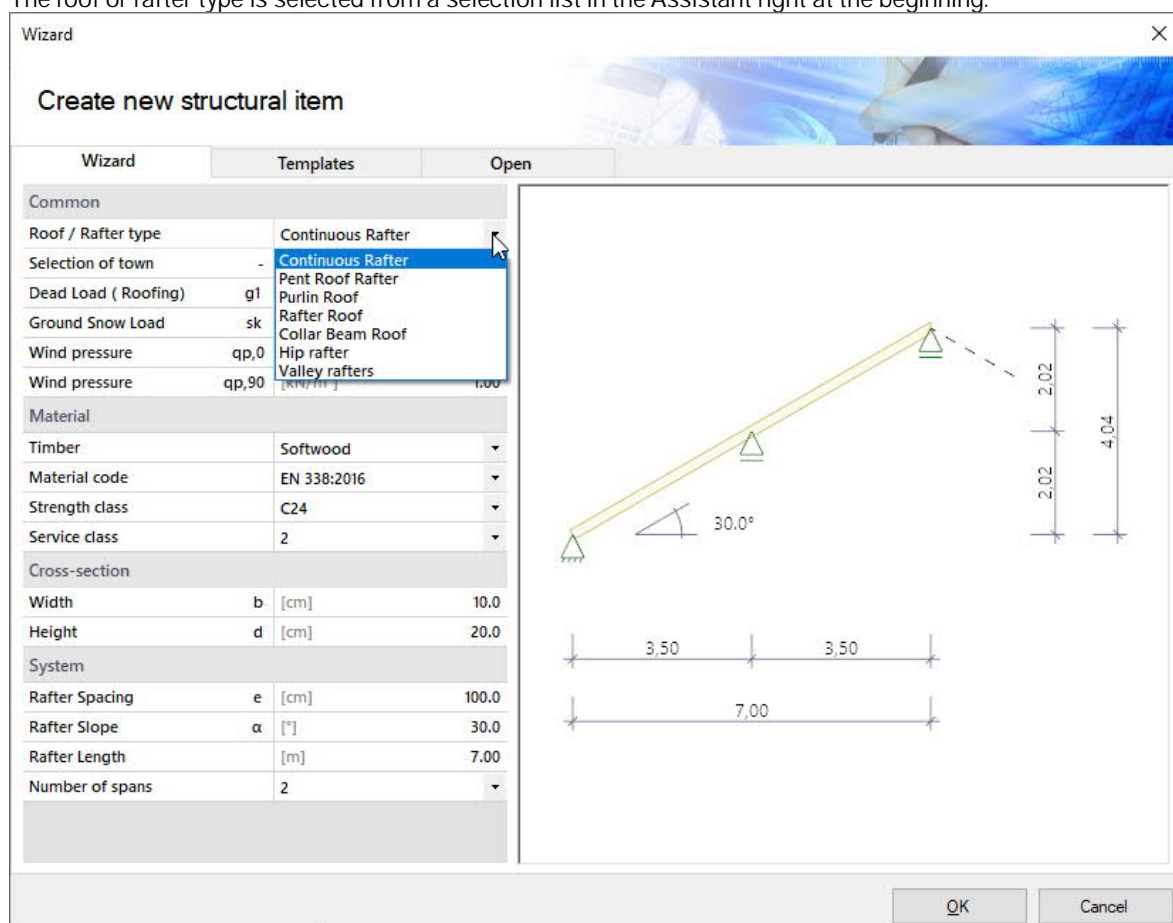 The roof or rafter type is selected from a selection list in the Assistant right at the beginning.
Wizard
Create new structural item
Wizard Templates Open
Common
Roof / Rafter type Continuous Rafter
Selection of town -
Dead Load ( Roofing) g1
Ground Snow Load sk
Wind pressure qp,0
Wind pressure qp,90 [kN/m²] 1.00
Continuous Rafter
Pent Roof Rafter
Purlin Roof
Rafter Roof
Collar Beam Roof
Hip rafter
Valley rafters
Material
Timber Softwood
Material code EN 338:2016
Strength class C24
Service class 2
Cross-section
Width b [cm] 10.0
Height d [cm] 20.0
System
Rafter Spacing e [cm] 100.0
Rafter Slope α [°] 30.0
Rafter Length [m] 7.00
Number of spans 2
2,02
4,04
2,02
30.0°
3,50 3,50
7,00
OK Cancel